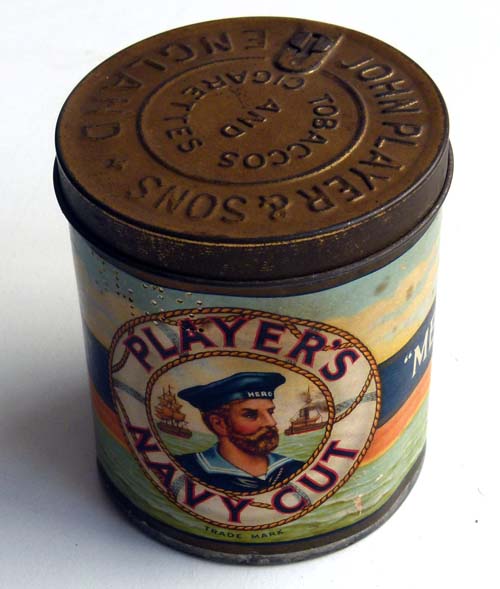 JOHN PLAYER & SONS
ENGLAND
TOBACCOS
AND
CIGARETTES
PLAYER'S
HERO
NAVY CUT
TRADE MARK